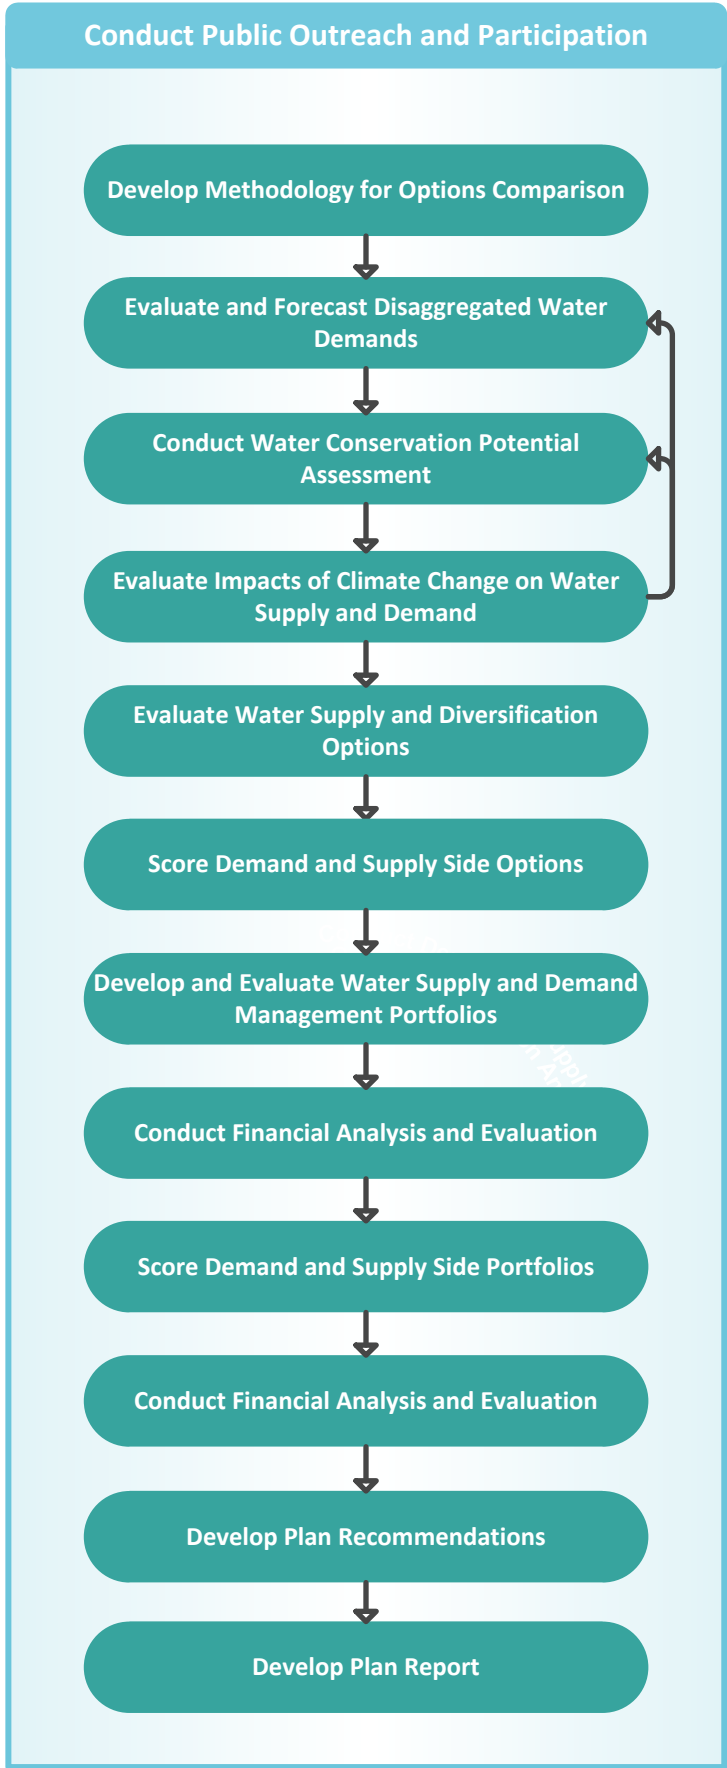 Conduct Public Outreach and Participation
Develop Methodology for Options Comparison
Evaluate and Forecast Disaggregated Water
Demands
Conduct Water Conservation Potential
Assessment
Evaluate Impacts of Climate Change on Water
Supply and Demand
Evaluate Water Supply and Diversification
Options
Score Demand and Supply Side Options
Develop and Evaluate Water Supply and Demand
Management Portfolios
Conduct Financial Analysis and Evaluation
Score Demand and Supply Side Portfolios
Conduct Financial Analysis and Evaluation
Develop Plan Recommendations
Develop Plan Report